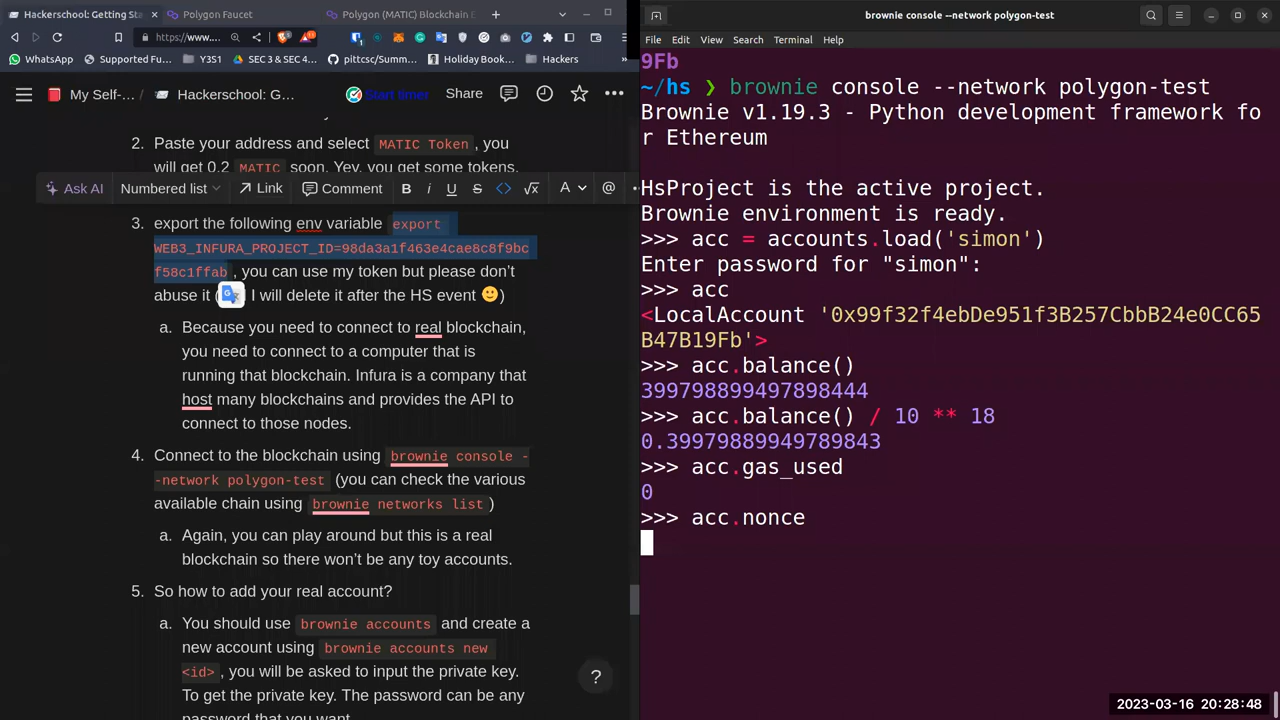 Hackerschool: Getting Sta
Polygon Faucet
Polygon (MATIC) Blockchain E
https://www....
WhatsApp
Supported Fu...
Y3S1
SEC 3 & SEC 4...
pittcsc/Summ...
Holiday Book...
Hackers
My Self-...
/
Hackerschool: G...
Start timer
Share
2. Paste your address and select MATIC Token , you
will get 0.2 MATIC soon. Yey, you get some tokens.
Ask AI
Numbered list
Link
Comment
B i U S <> √x A @
3. export the following env variable export
WEB3_INFURA_PROJECT_ID=98da3a1f463e4cae8c8f9bc
f58c1ffab , you can use my token but please don't
abuse it ( I will delete it after the HS event 🙂)
a. Because you need to connect to real blockchain,
you need to connect to a computer that is
running that blockchain. Infura is a company that
host many blockchains and provides the API to
connect to those nodes.
4. Connect to the blockchain using brownie console -
-network polygon-test (you can check the various
available chain using brownie networks list )
a. Again, you can play around but this is a real
blockchain so there won't be any toy accounts.
5. So how to add your real account?
a. You should use brownie accounts and create a
new account using brownie accounts new
<id> , you will be asked to input the private key.
To get the private key. The password can be any
password that you want.
?
brownie console --network polygon-test
File Edit View Search Terminal Help
9Fb
~/hs ❯ brownie console --network polygon-test
Brownie v1.19.3 - Python development framework fo
r Ethereum
HsProject is the active project.
Brownie environment is ready.
>>> acc = accounts.load('simon')
Enter password for "simon":
>>> acc
<LocalAccount '0x99f32f4ebDe951f3B257CbbB24e0CC65
B47B19Fb'>
>>> acc.balance()
399798899497898444
>>> acc.balance() / 10 ** 18
0.39979889949789843
>>> acc.gas_used
0
>>> acc.nonce
2023-03-16 20:28:48